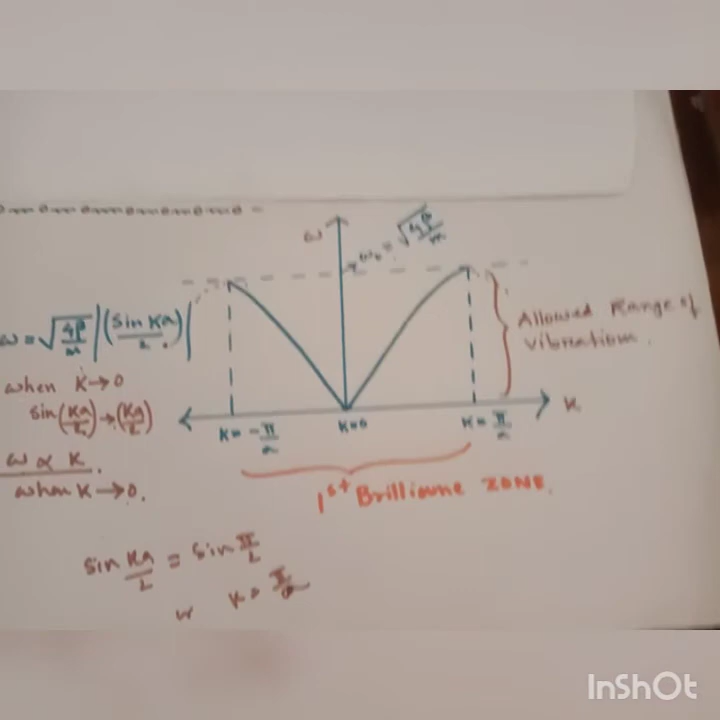 ω
ω₀ = √4β/m
ω = √4β/m |(sin Ka/2)|
Allowed Range of
Vibration.
when K→0
sin(Ka/2)→(Ka/2)
K
K = -π/a
K=0
K = π/a
ω ∝ K.
when K→0.
1st Brillioune ZONE.
sin Ka/2 = sin π/2
K = π/a
InShOt